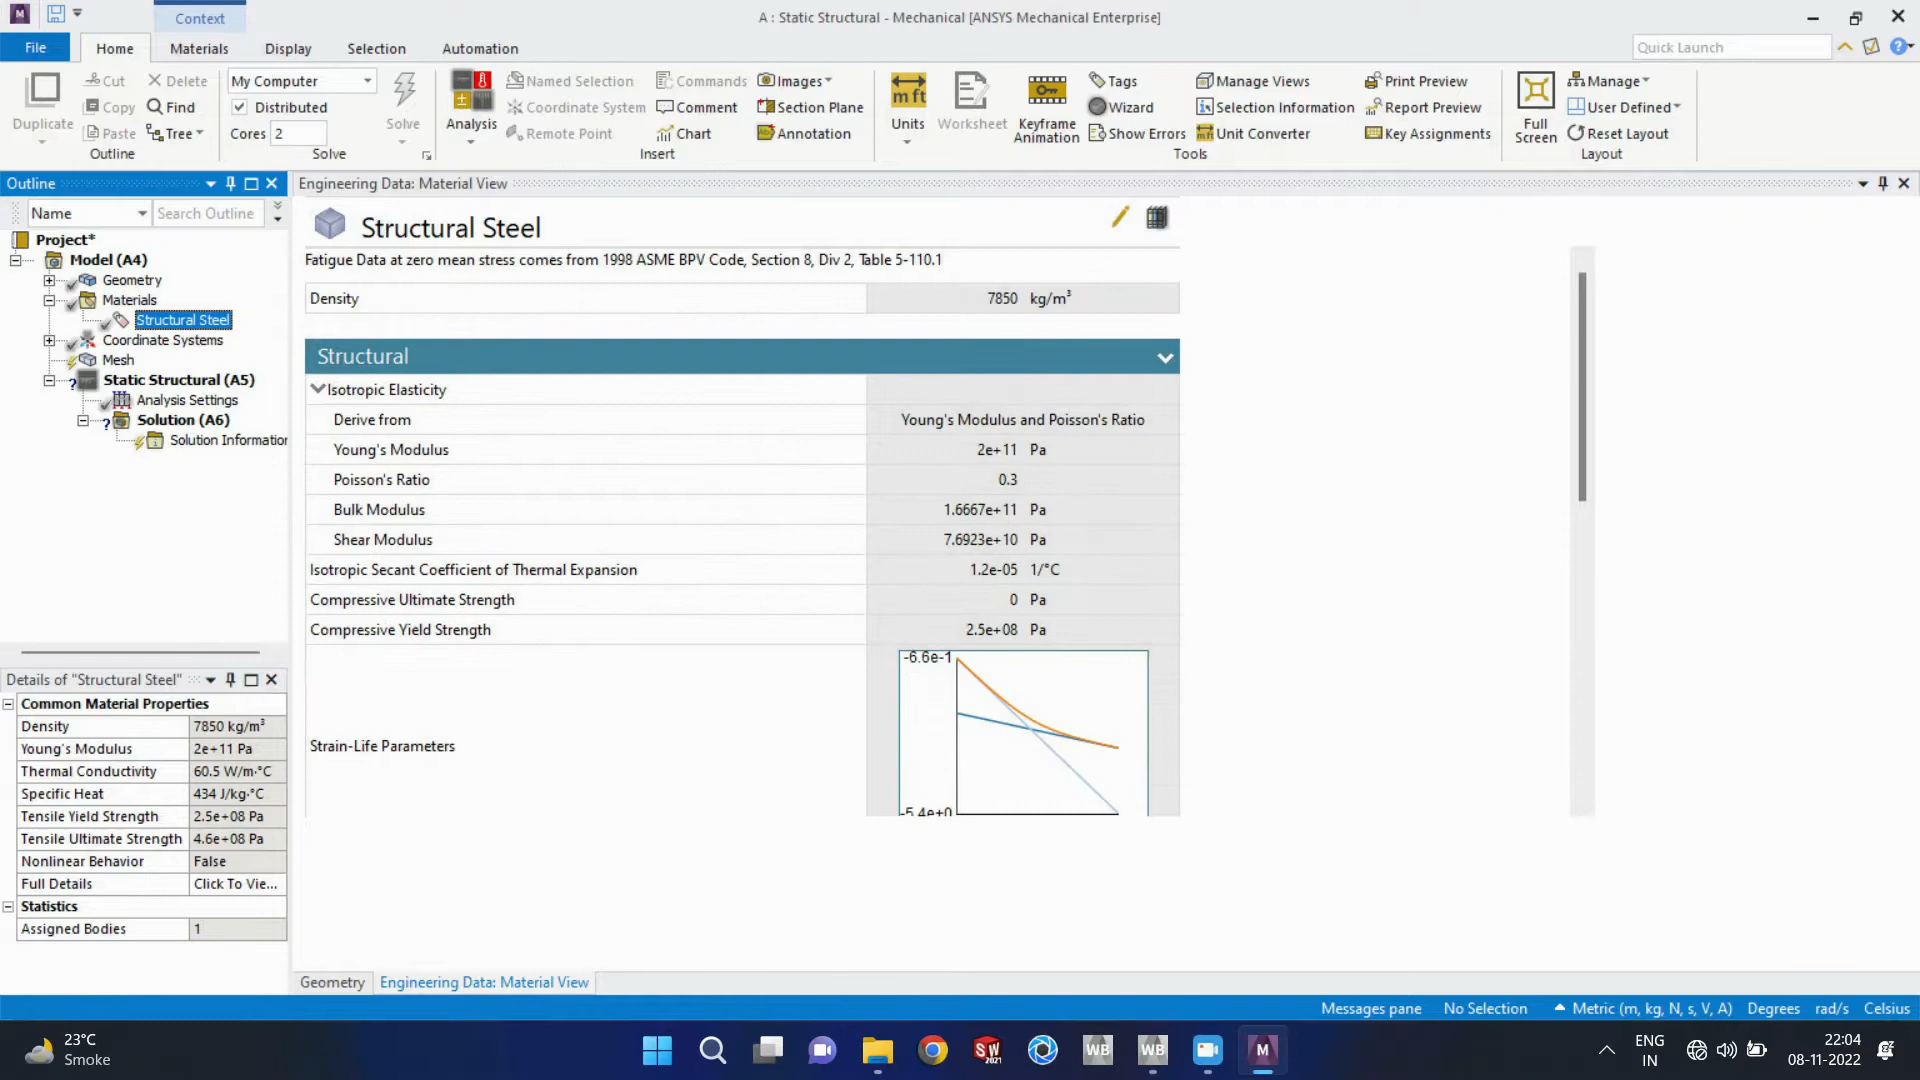 Context
A : Static Structural - Mechanical [ANSYS Mechanical Enterprise]
File
Home
Materials
Display
Selection
Automation
Quick Launch
Duplicate
Cut
Copy
Paste
Delete
Find
Tree
Outline
My Computer
Distributed
Cores 2
Solve
Solve
Analysis
Named Selection
Coordinate System
Remote Point
Commands
Comment
Chart
Images
Section Plane
Annotation
Insert
mft
Units
Worksheet
Keyframe
Animation
Tags
Wizard
Show Errors
Manage Views
Selection Information
Unit Converter
Print Preview
Report Preview
Key Assignments
Tools
Full
Screen
Manage
User Defined
Reset Layout
Layout
Outline
Name
Search Outline
Project*
Model (A4)
Geometry
Materials
Structural Steel
Coordinate Systems
Mesh
Static Structural (A5)
Analysis Settings
Solution (A6)
Solution Information
Details of "Structural Steel"
Common Material Properties
Density 7850 kg/m³
Young's Modulus 2e+11 Pa
Thermal Conductivity 60.5 W/m·°C
Specific Heat 434 J/kg·°C
Tensile Yield Strength 2.5e+08 Pa
Tensile Ultimate Strength 4.6e+08 Pa
Nonlinear Behavior False
Full Details Click To Vie...
Statistics
Assigned Bodies 1
Engineering Data: Material View
Structural Steel
Fatigue Data at zero mean stress comes from 1998 ASME BPV Code, Section 8, Div 2, Table 5-110.1
Density 7850 kg/m³
Structural
Isotropic Elasticity
Derive from Young's Modulus and Poisson's Ratio
Young's Modulus 2e+11 Pa
Poisson's Ratio 0.3
Bulk Modulus 1.6667e+11 Pa
Shear Modulus 7.6923e+10 Pa
Isotropic Secant Coefficient of Thermal Expansion 1.2e-05 1/°C
Compressive Ultimate Strength 0 Pa
Compressive Yield Strength 2.5e+08 Pa
Strain-Life Parameters
-6.6e-1
-5.4e+0
Geometry
Engineering Data: Material View
Messages pane
No Selection
Metric (m, kg, N, s, V, A)
Degrees
rad/s
Celsius
23°C
Smoke
SW
2021
WB
WB
M
ENG
IN
22:04
08-11-2022